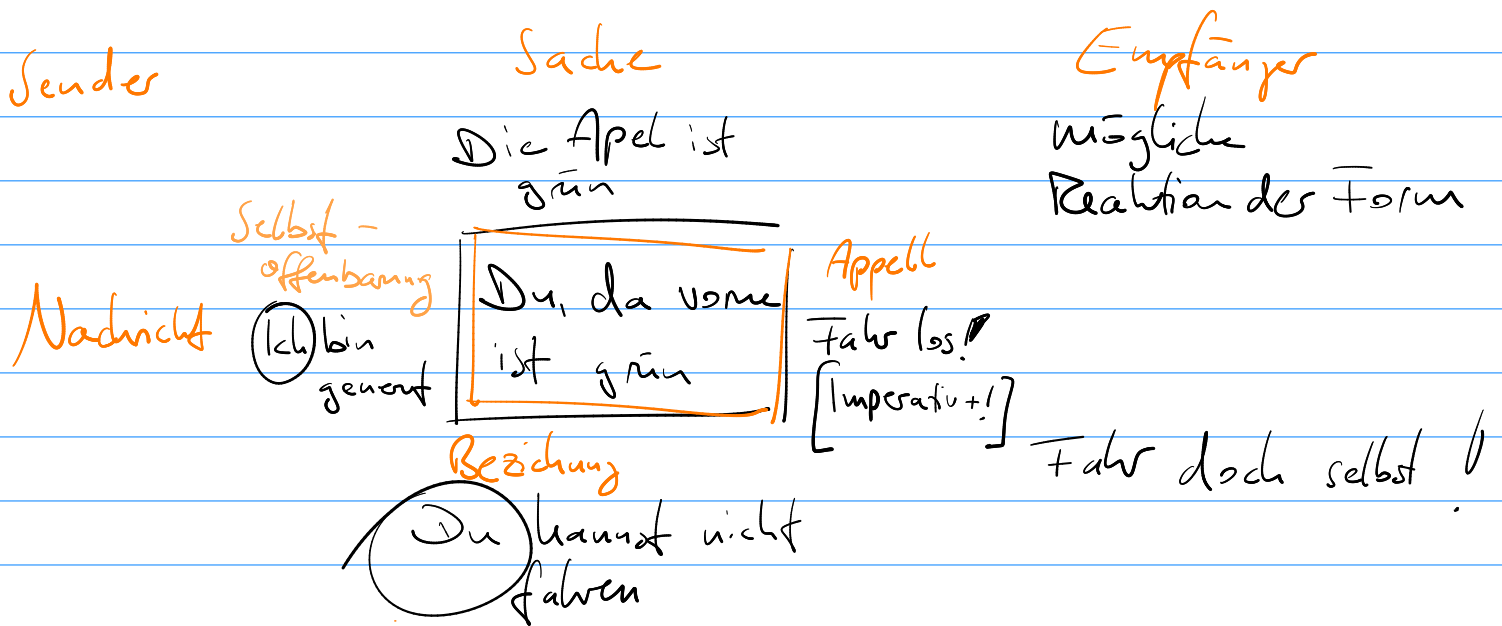 Sender
Sache
Empfänger
Die Apel ist
grün
mögliche
Reaktion der Form
Selbst-
offenbarung
Appell
Nachricht
Ich bin
genervt
Du, da vorne
ist grün
Fahr los!
[Imperativ +!]
Beziehung
Du kannst nicht
fahren
Fahr doch selbst!